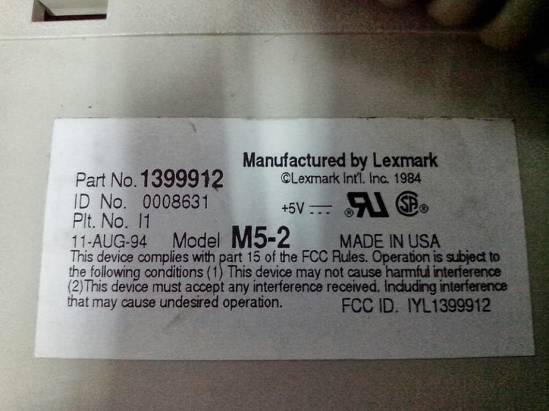 Manufactured by Lexmark
Part No. 1399912 ©Lexmark Int'l. Inc. 1984
ID No. 0008631 +5V
Plt. No. I1
11-AUG-94 Model M5-2 MADE IN USA
This device complies with part 15 of the FCC Rules. Operation is subject to
the following conditions (1) This device may not cause harmful interference
(2)This device must accept any interference received. Including interference
that may cause undesired operation. FCC ID. IYL1399912